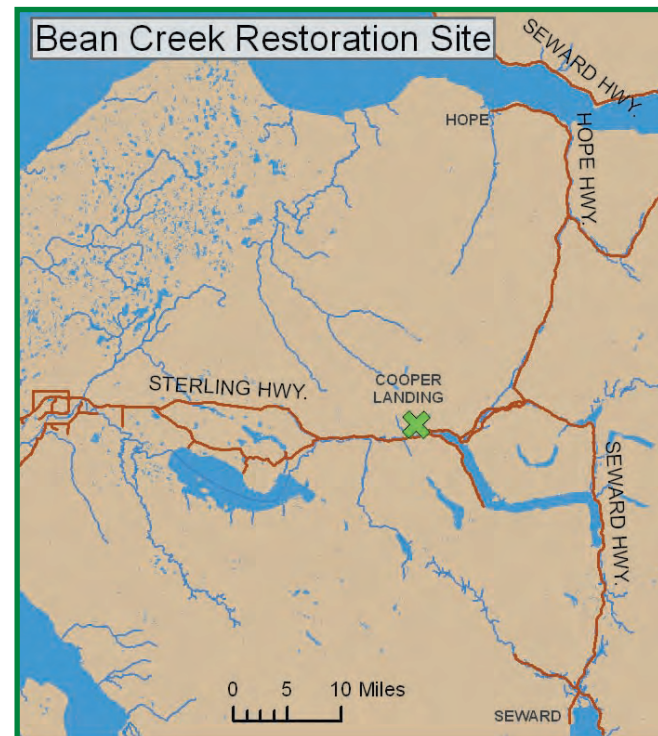 Bean Creek Restoration Site
SEWARD HWY.
HOPE
HOPE HWY.
STERLING HWY.
COOPER
LANDING
SEWARD HWY.
0 5 10 Miles
SEWARD